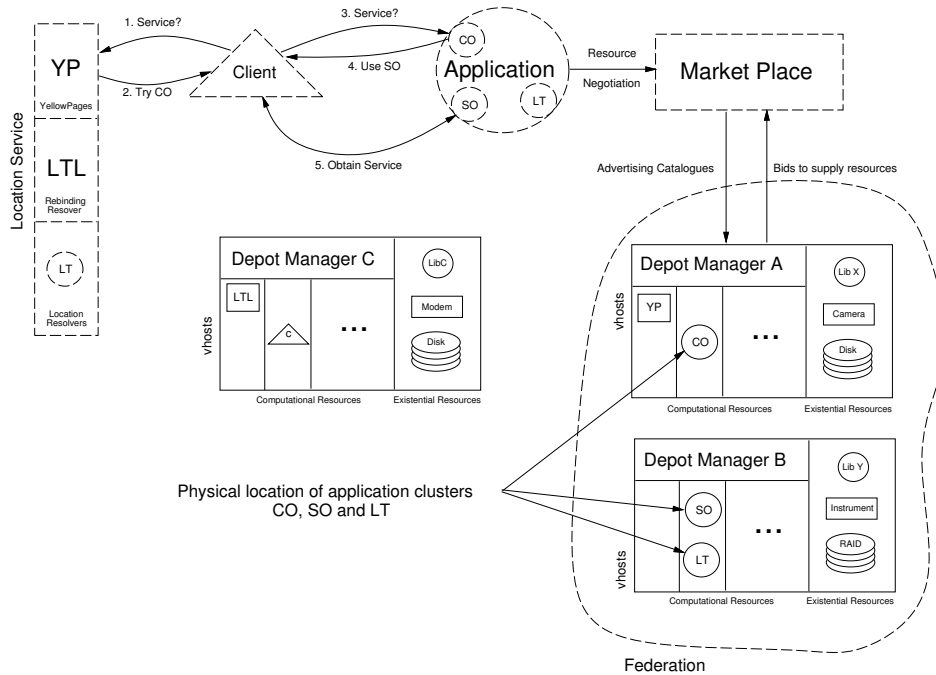 1. Service?
3. Service?
YP
YellowPages
2. Try CO
Client
4. Use SO
CO
Application
SO
LT
Resource
Negotiation
Market Place
5. Obtain Service
Location Service
LTL
Rebinding
Resover
LT
Location
Resolvers
Advertising Catalogues
Bids to supply resources
Depot Manager C
LTL
c
...
LibC
Modem
Disk
vhosts
Computational Resources
Existential Resources
Depot Manager A
YP
CO
...
Lib X
Camera
Disk
vhosts
Computational Resources
Existential Resources
Physical location of application clusters
CO, SO and LT
Depot Manager B
SO
LT
...
Lib Y
Instrument
RAID
vhosts
Computational Resources
Existential Resources
Federation